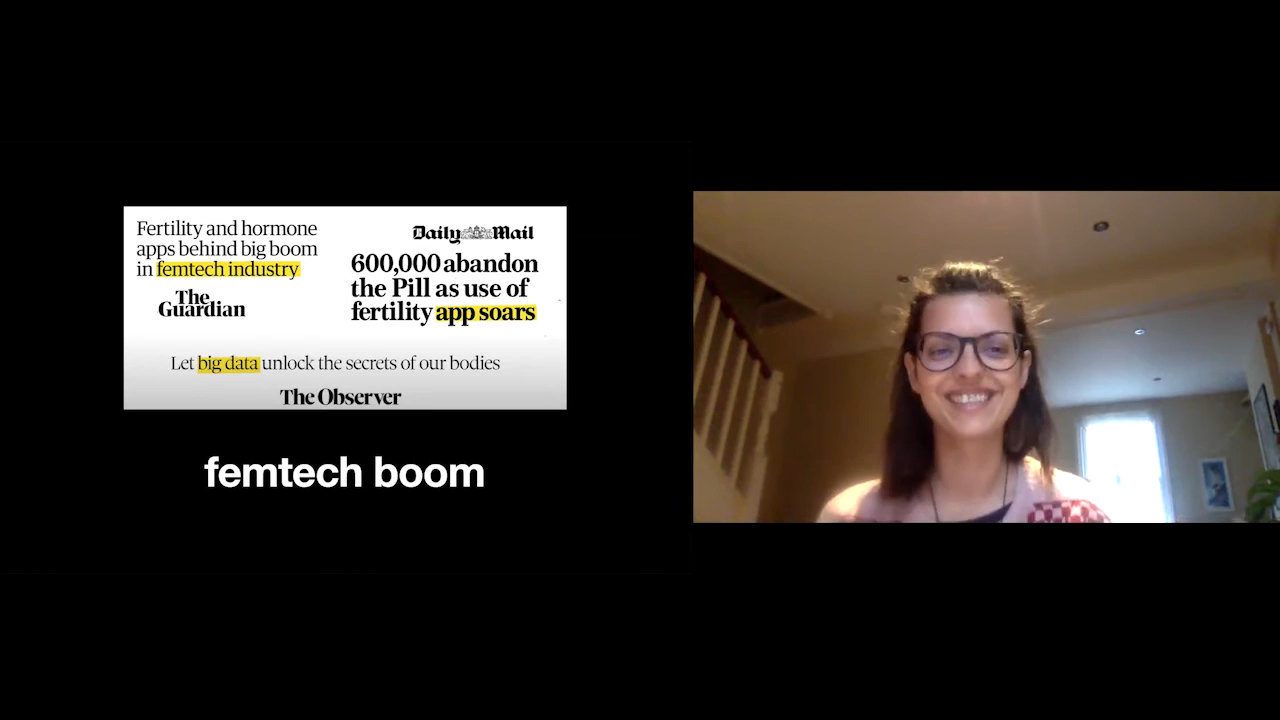 Fertility and hormone
apps behind big boom
in femtech industry
The
Guardian
Daily Mail
600,000 abandon
the Pill as use of
fertility app soars
Let big data unlock the secrets of our bodies
The Observer
femtech boom